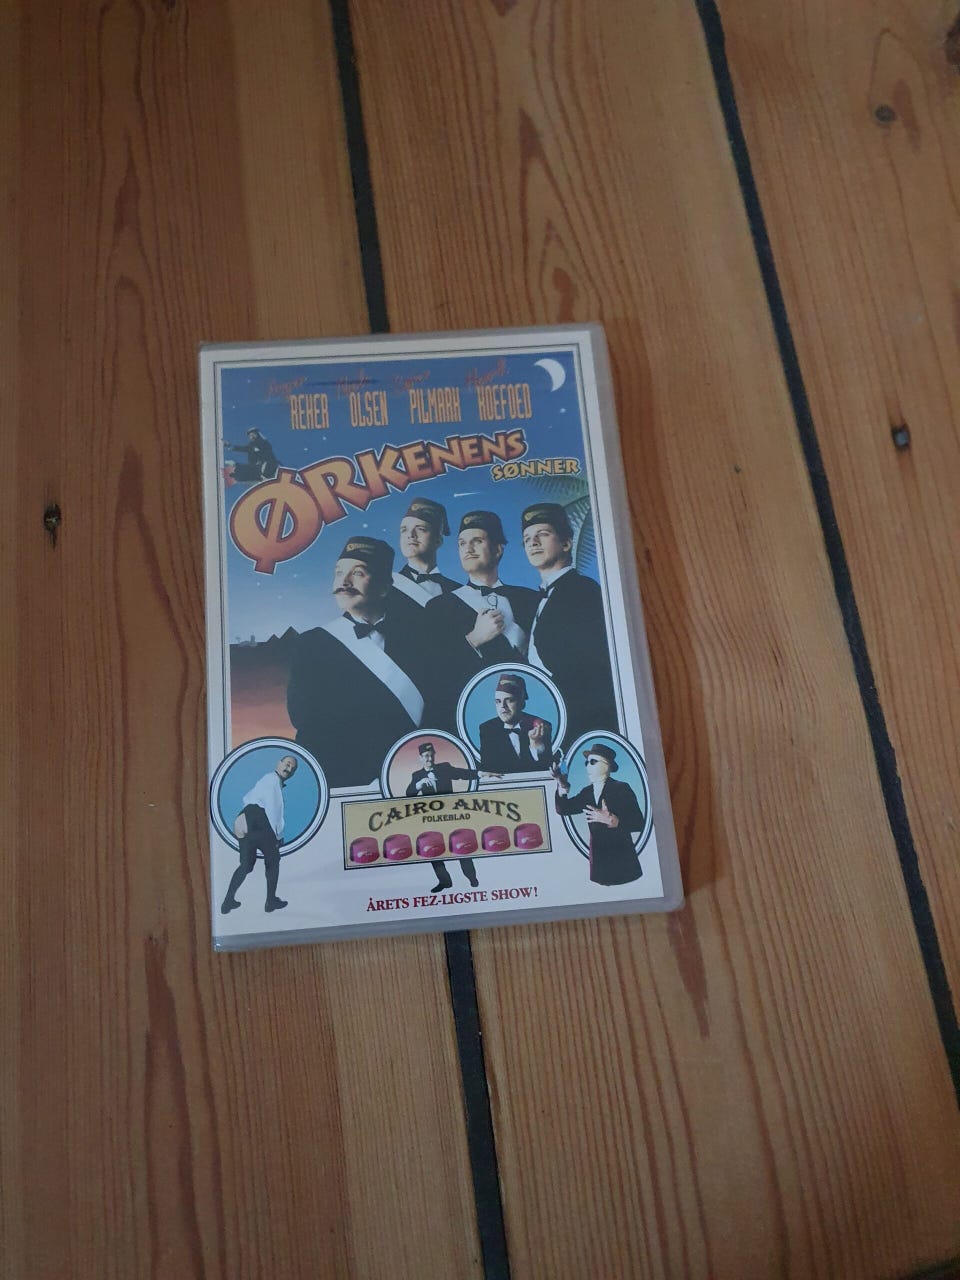 REHER OLSEN PILMARK KOEFOED
ØRKENENS
SØNNER
CAIRO AMTS
FOLKEBLAD
ÅRETS FEZ-LIGSTE SHOW!